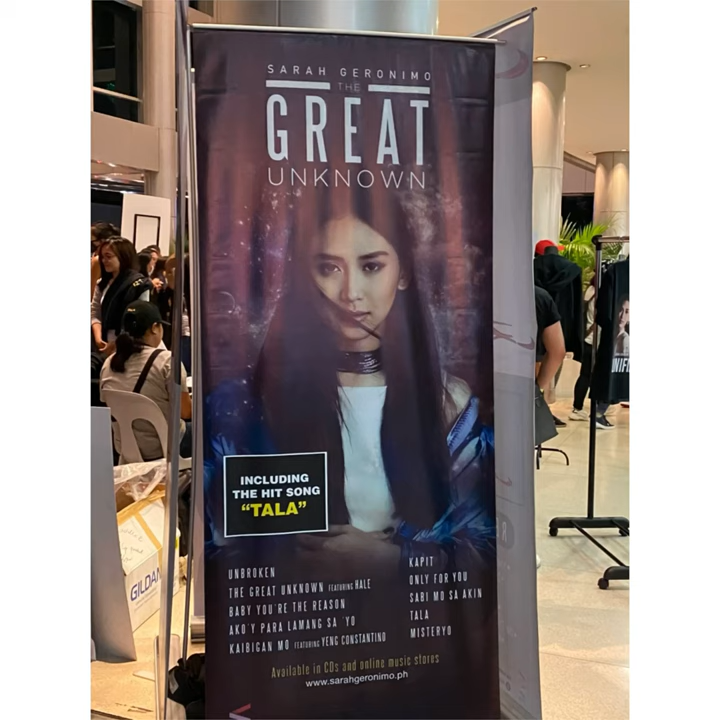 SARAH GERONIMO
THE
GREAT
UNKNOWN
INCLUDING
THE HIT SONG
"TALA"
UNBROKEN
THE GREAT UNKNOWN FEATURING HALE
BABY YOU'RE THE REASON
AKO'Y PARA LAMANG SA 'YO
KAIBIGAN MO FEATURING YENG CONSTANTINO
KAPIT
ONLY FOR YOU
SABI MO SA AKIN
TALA
MISTERYO
Available in CDs and online music stores
www.sarahgeronimo.ph
GILDAN